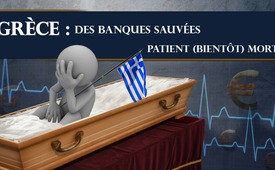 GRÈCE : DES BANQUES SAUVÉES
PATIENT (BIENTÔT) MORT